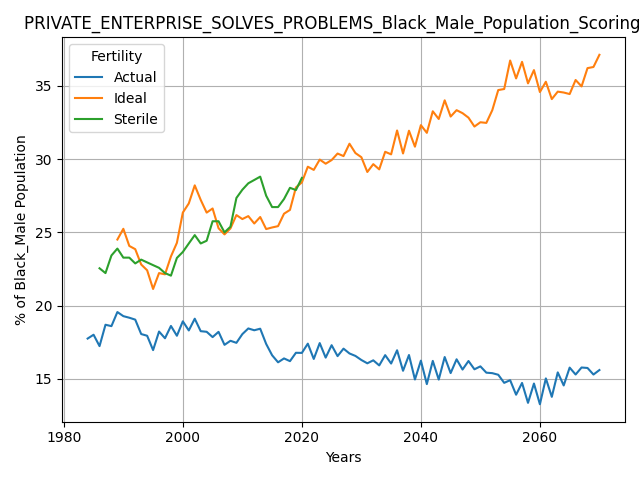 PRIVATE_ENTERPRISE_SOLVES_PROBLEMS_Black_Male_Population_Scoring
Fertility
Actual
Ideal
Sterile
% of Black_Male Population
35
30
25
20
15
1980
2000
2020
2040
2060
Years